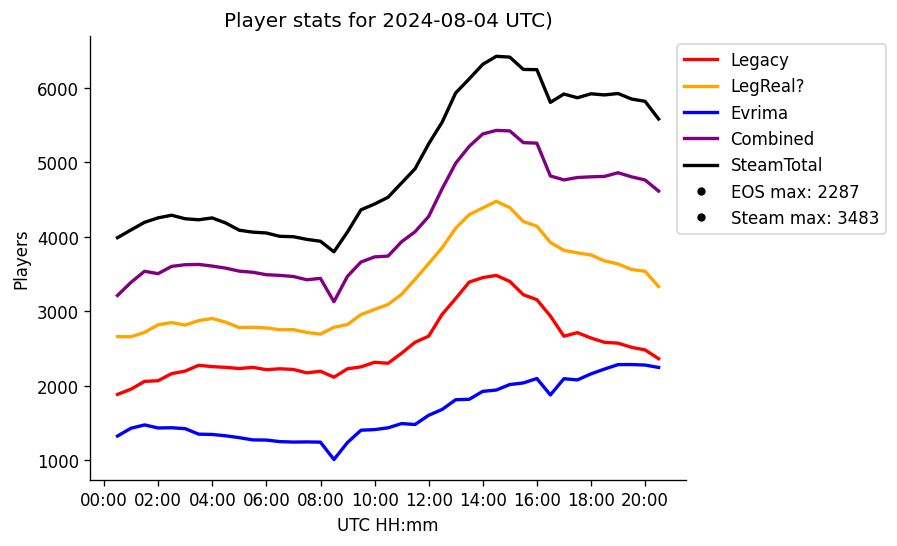 Player stats for 2024-08-04 UTC)
Legacy
LegReal?
Evrima
Combined
SteamTotal
EOS max: 2287
Steam max: 3483
Players
6000
5000
4000
3000
2000
1000
00:00 02:00 04:00 06:00 08:00 10:00 12:00 14:00 16:00 18:00 20:00
UTC HH:mm